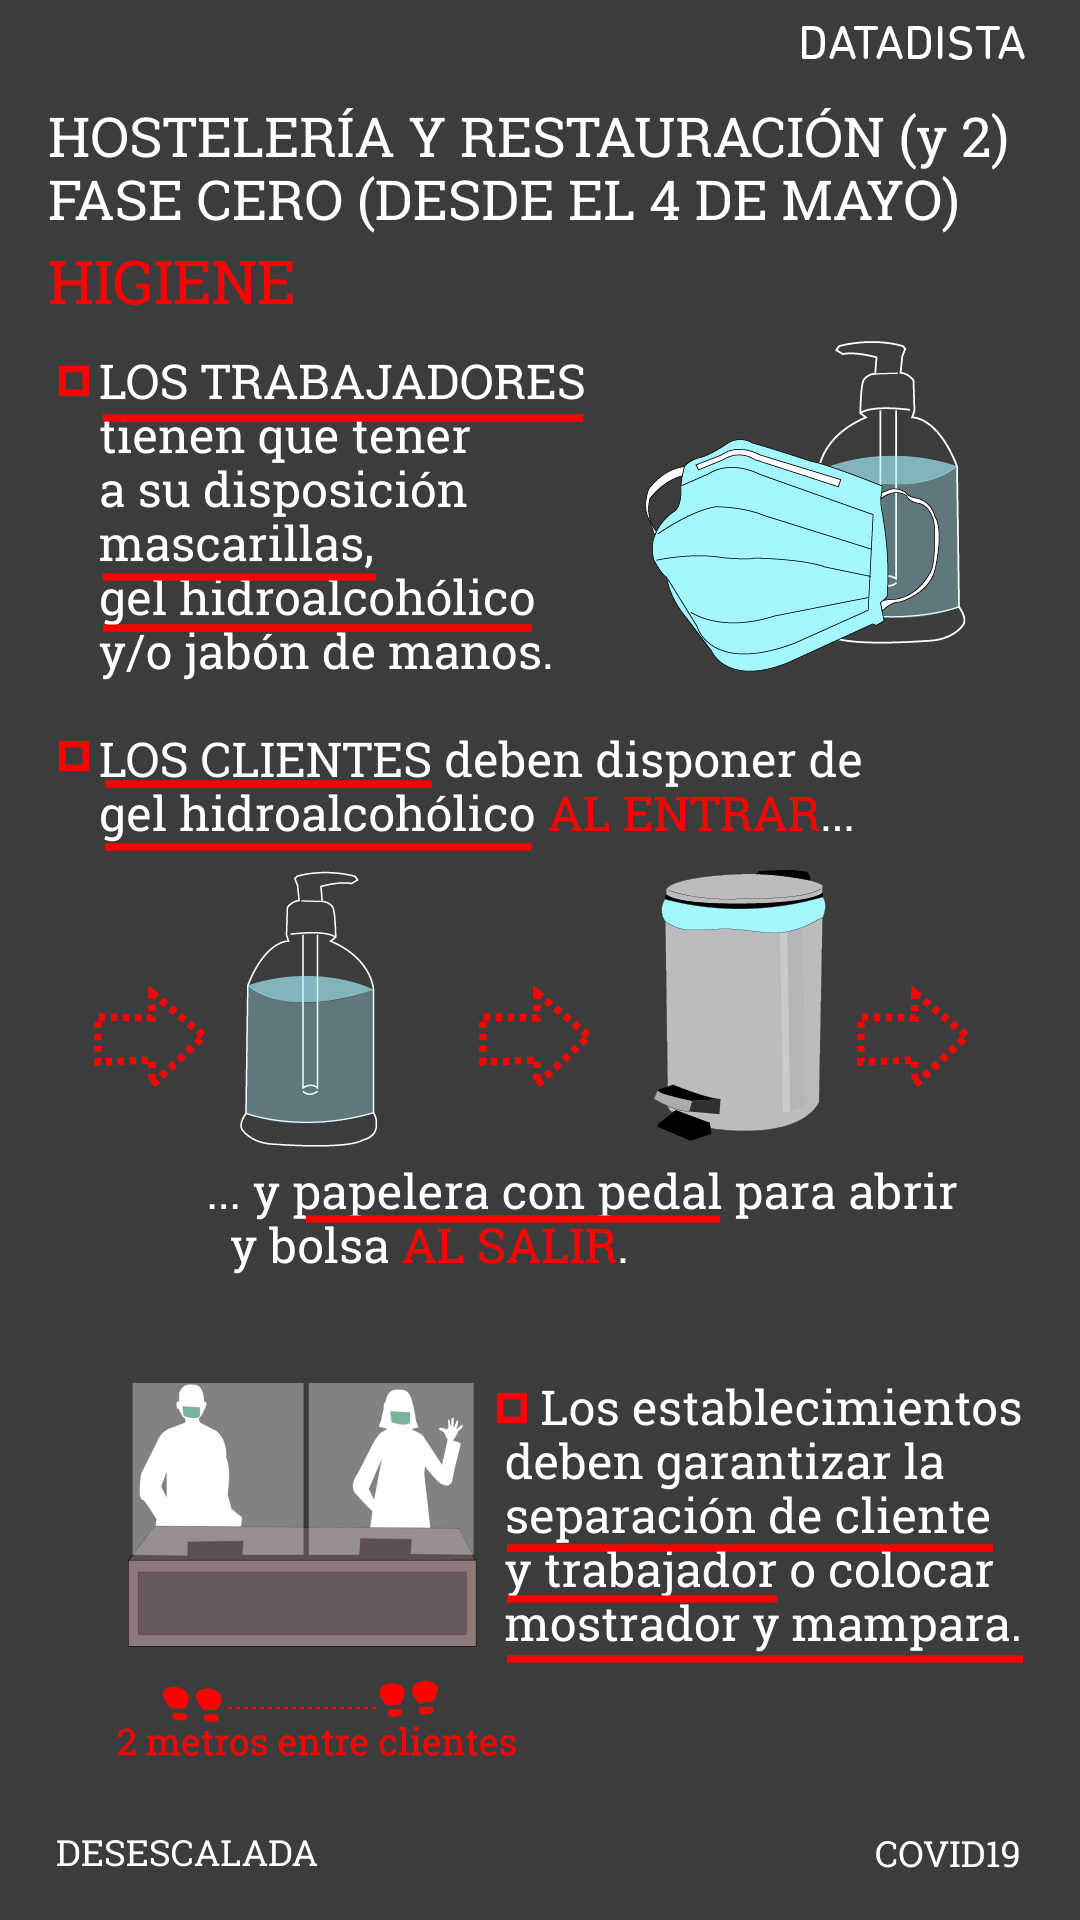 DATADISTA
HOSTELERÍA Y RESTAURACIÓN (y 2)
FASE CERO (DESDE EL 4 DE MAYO)
HIGIENE
LOS TRABAJADORES
tienen que tener
a su disposición
mascarillas,
gel hidroalcohólico
y/o jabón de manos.
LOS CLIENTES deben disponer de
gel hidroalcohólico AL ENTRAR...
... y papelera con pedal para abrir
y bolsa AL SALIR.
Los establecimientos
deben garantizar la
separación de cliente
y trabajador o colocar
mostrador y mampara.
2 metros entre clientes
DESESCALADA
COVID19